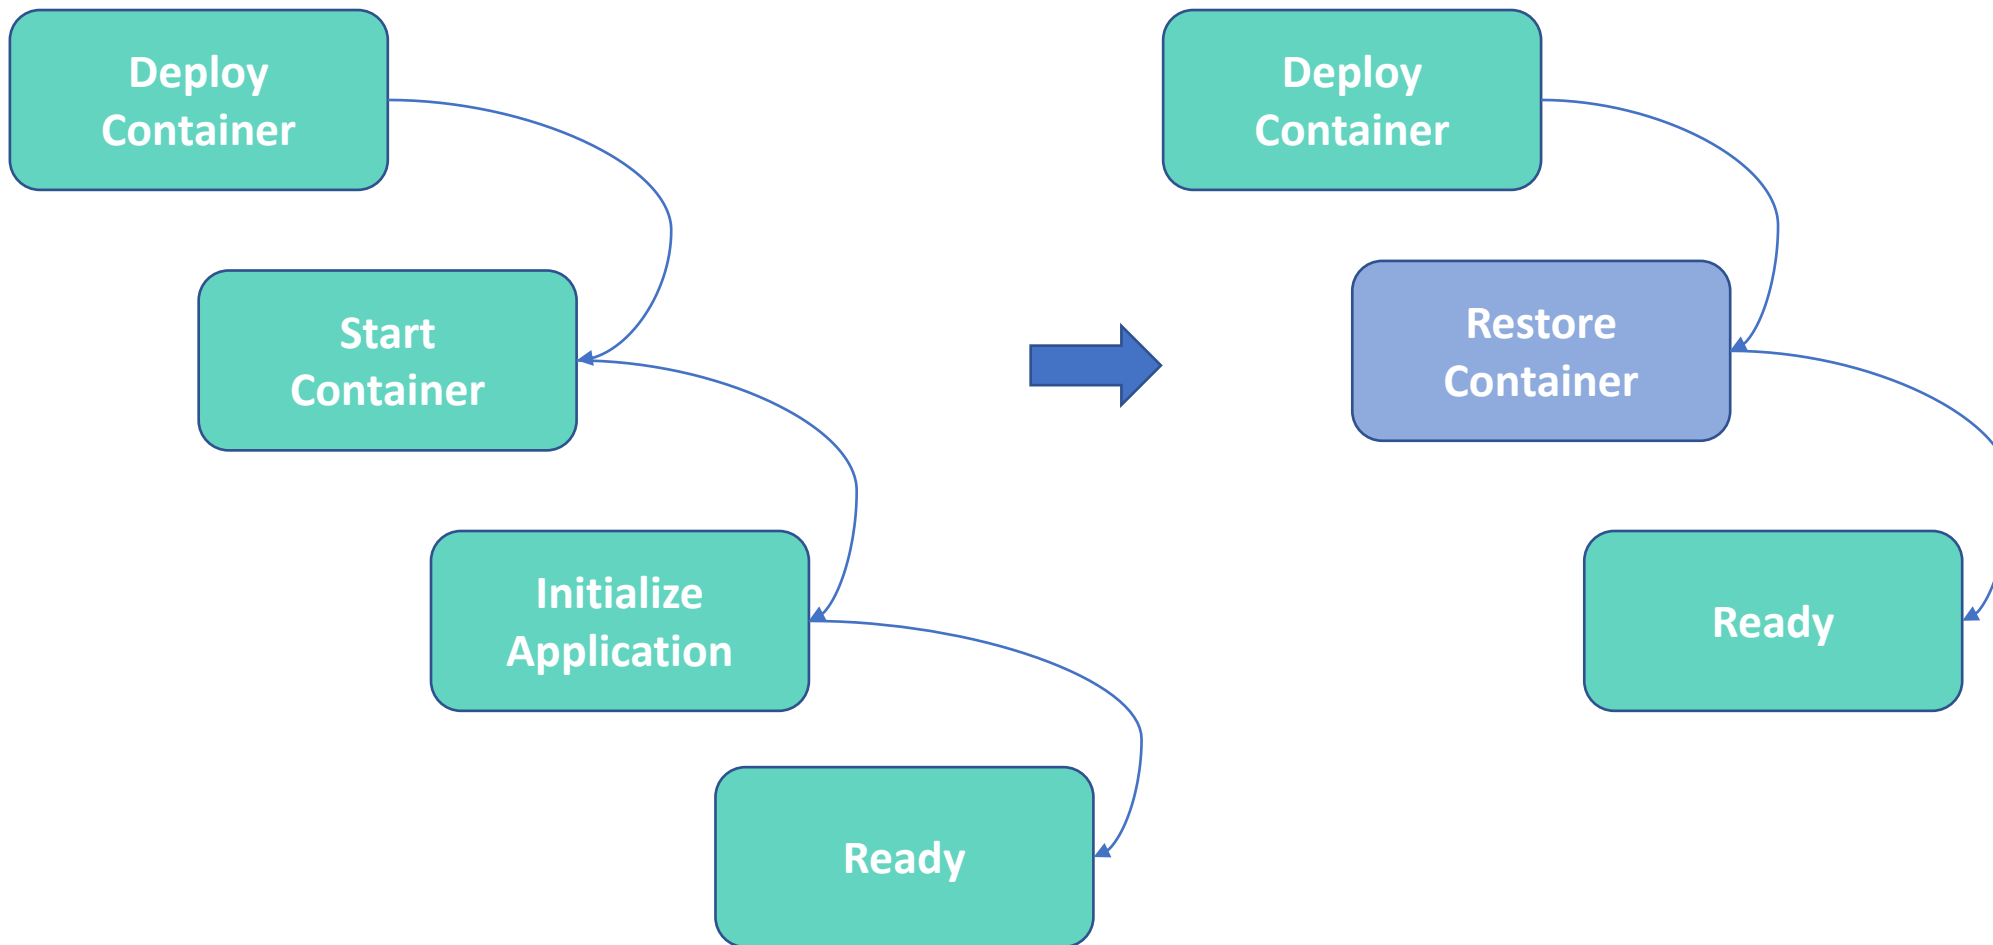 Deploy
Container
Start
Container
Initialize
Application
Ready
Deploy
Container
Restore
Container
Ready